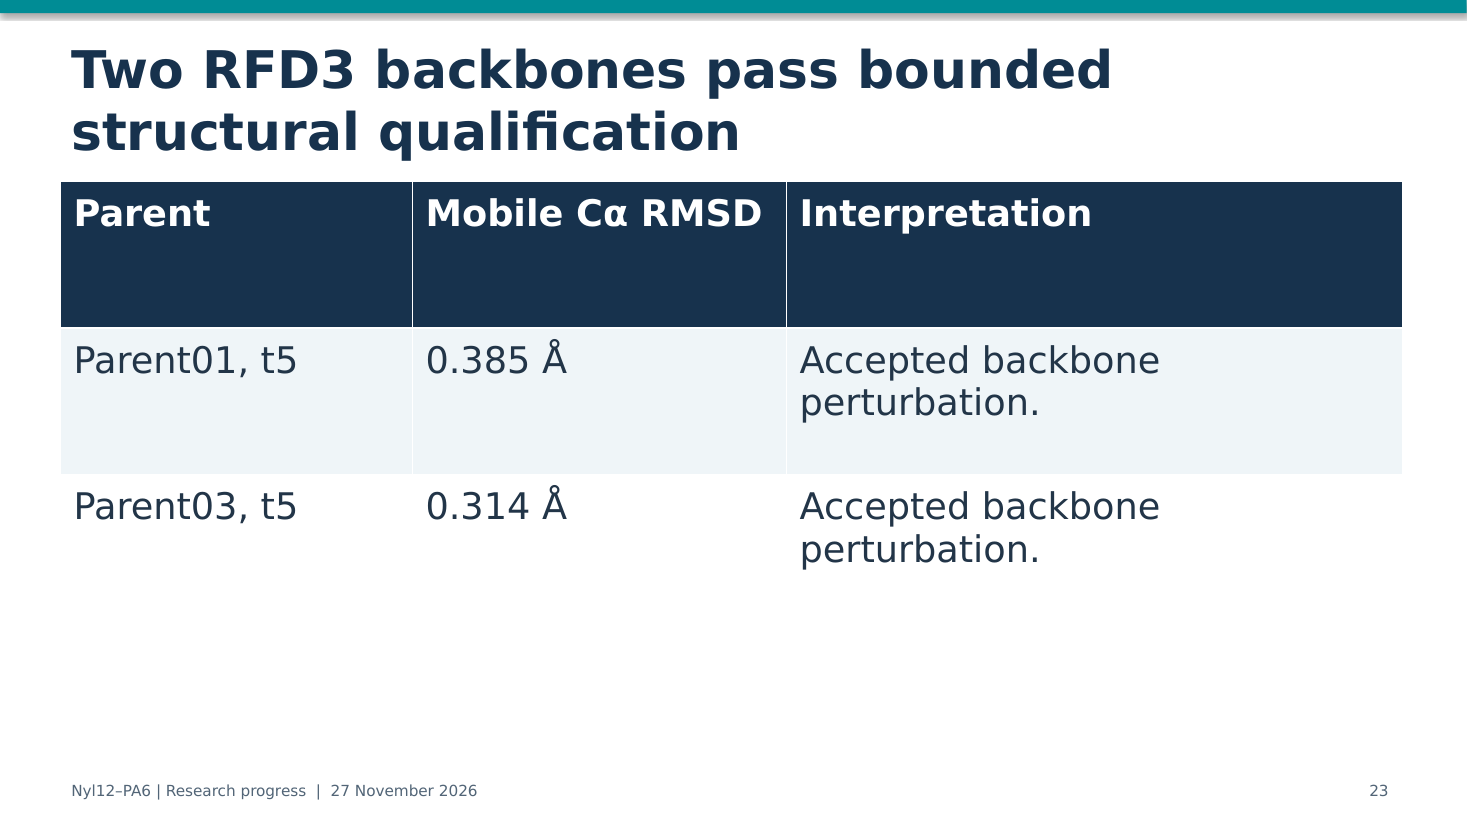 Two RFD3 backbones pass bounded
structural qualification
Parent Mobile Cα RMSD Interpretation
Parent01, t5 0.385 Å Accepted backbone
perturbation.
Parent03, t5 0.314 Å Accepted backbone
perturbation.
Nyl12–PA6 | Research progress | 27 November 2026 23